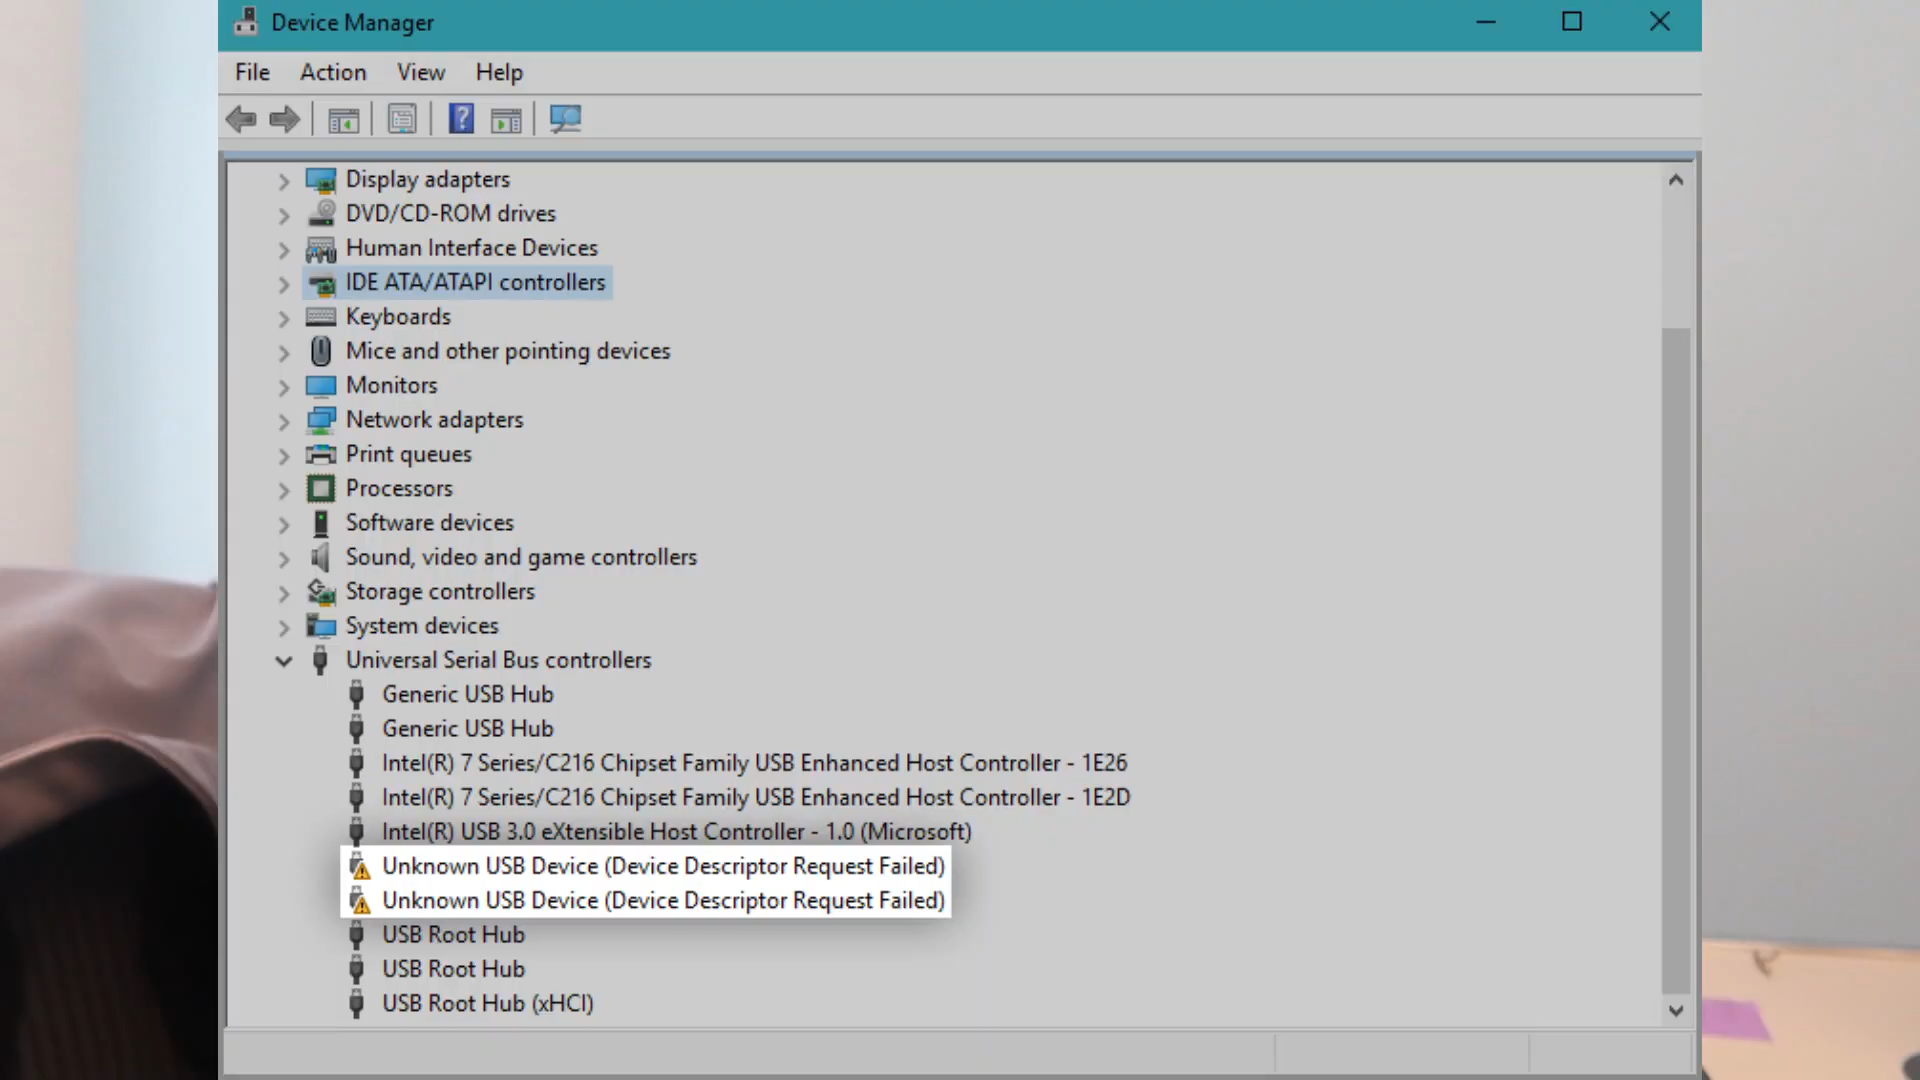 Device Manager
File Action View Help
Display adapters
DVD/CD-ROM drives
Human Interface Devices
IDE ATA/ATAPI controllers
Keyboards
Mice and other pointing devices
Monitors
Network adapters
Print queues
Processors
Software devices
Sound, video and game controllers
Storage controllers
System devices
Universal Serial Bus controllers
Generic USB Hub
Generic USB Hub
Intel(R) 7 Series/C216 Chipset Family USB Enhanced Host Controller - 1E26
Intel(R) 7 Series/C216 Chipset Family USB Enhanced Host Controller - 1E2D
Intel(R) USB 3.0 eXtensible Host Controller - 1.0 (Microsoft)
Unknown USB Device (Device Descriptor Request Failed)
Unknown USB Device (Device Descriptor Request Failed)
USB Root Hub
USB Root Hub
USB Root Hub (xHCI)